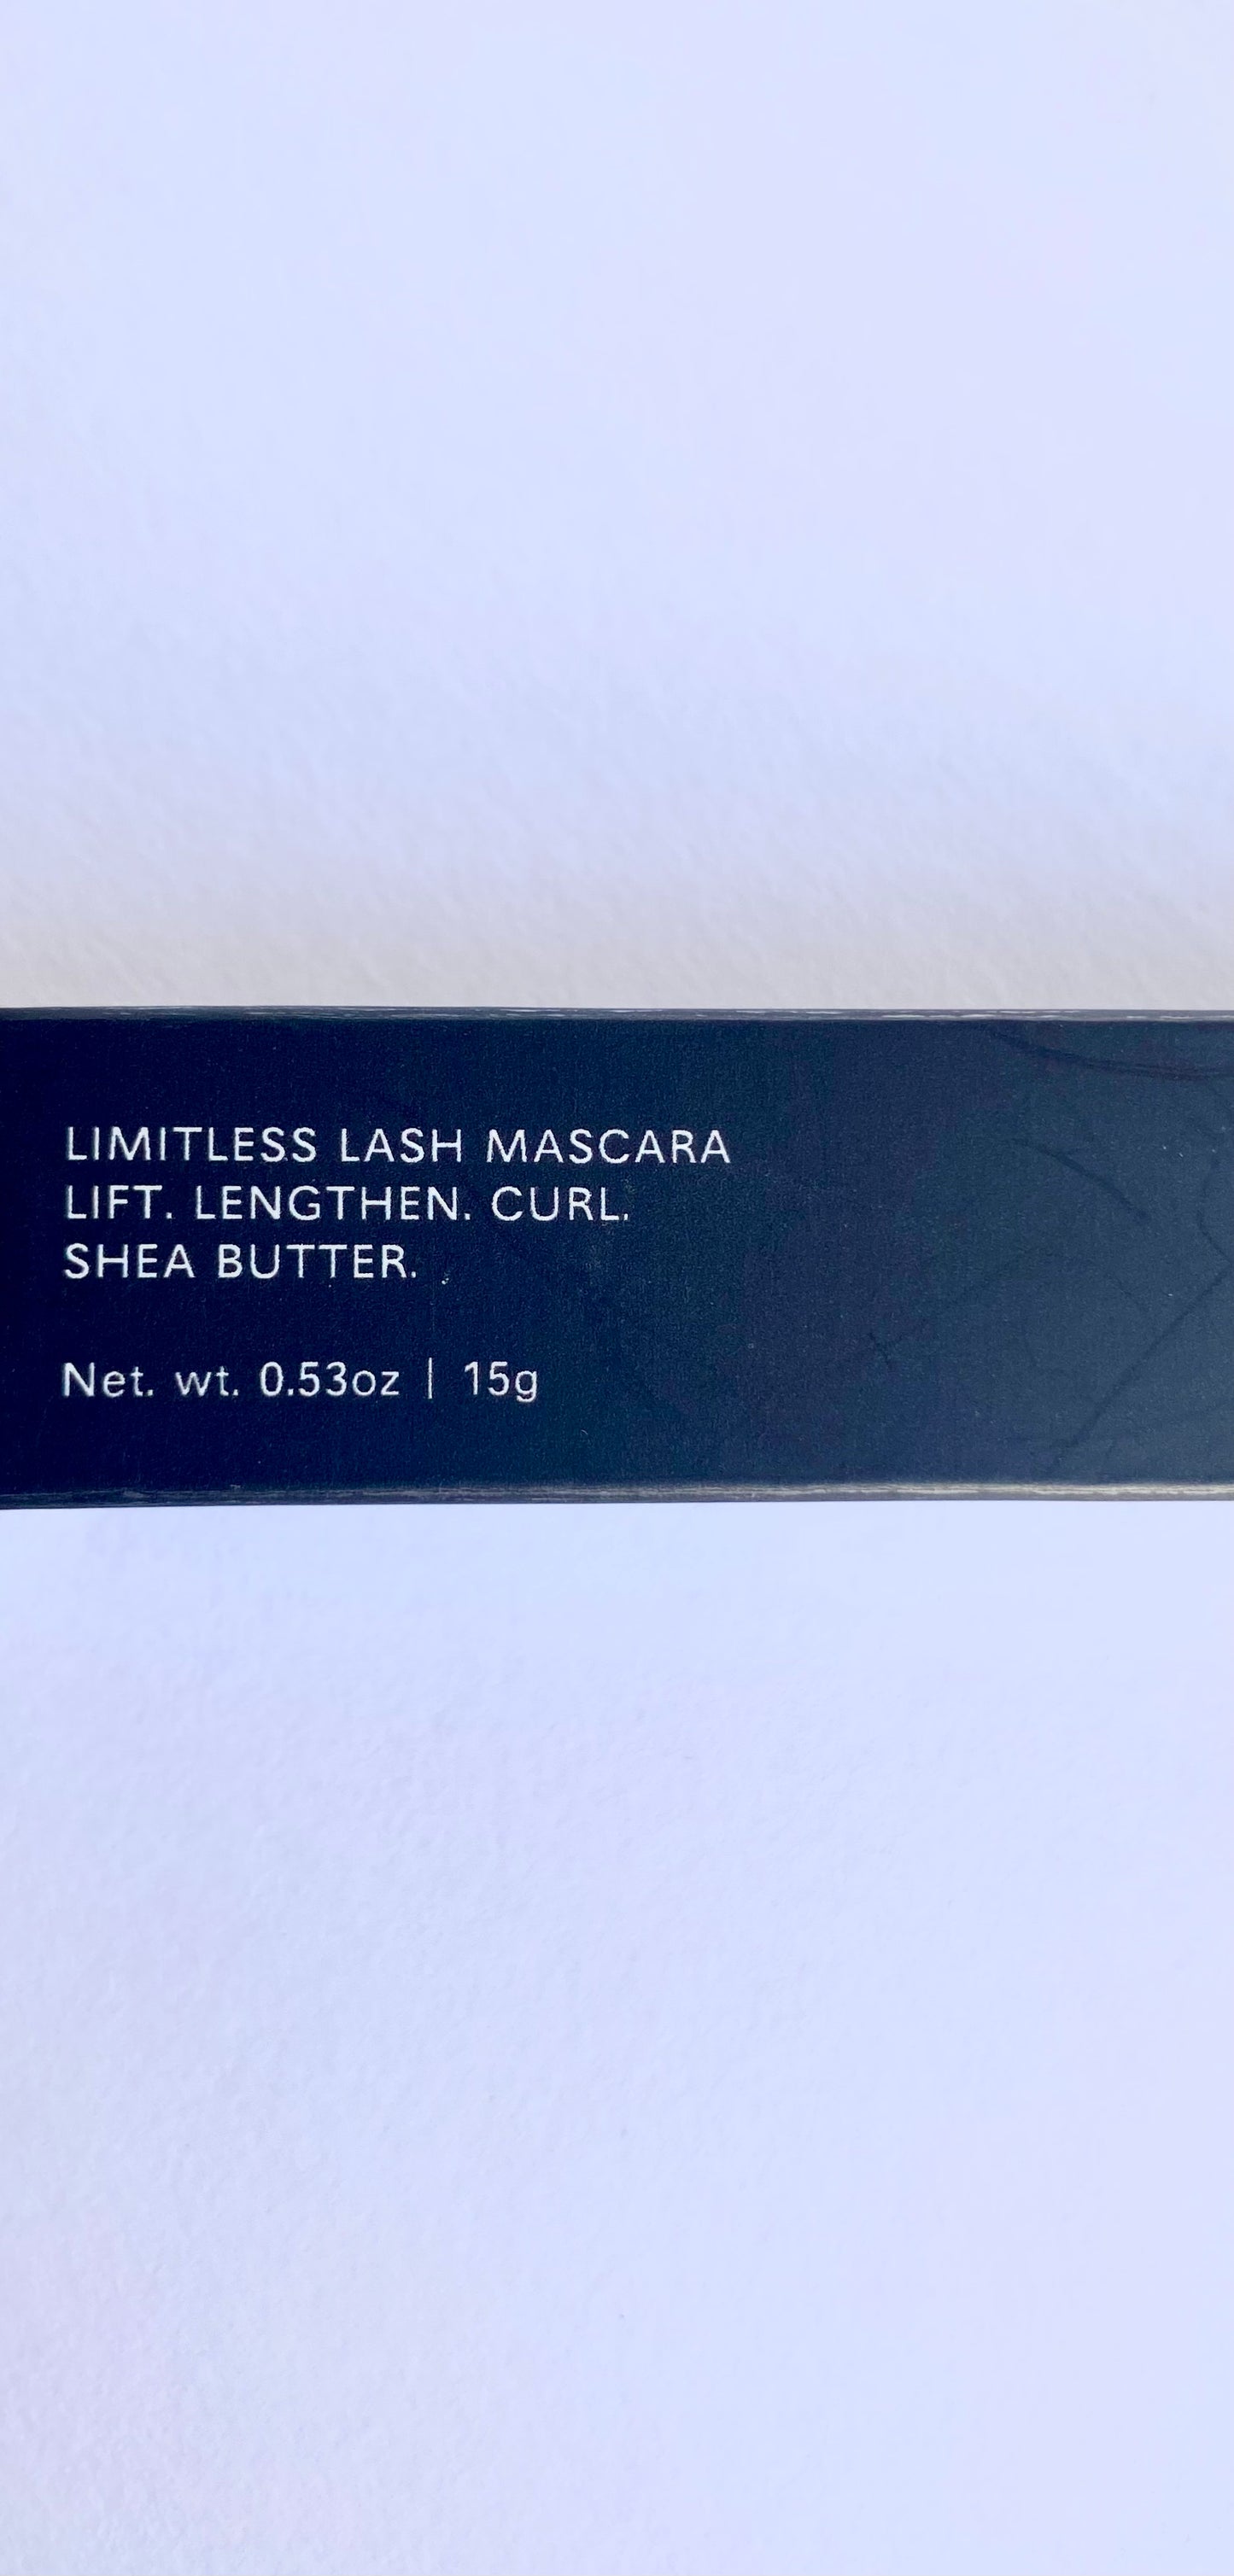 LIMITLESS LASH MASCARA
LIFT. LENGTHEN. CURL.
SHEA BUTTER.
Net. wt. 0.53oz | 15g